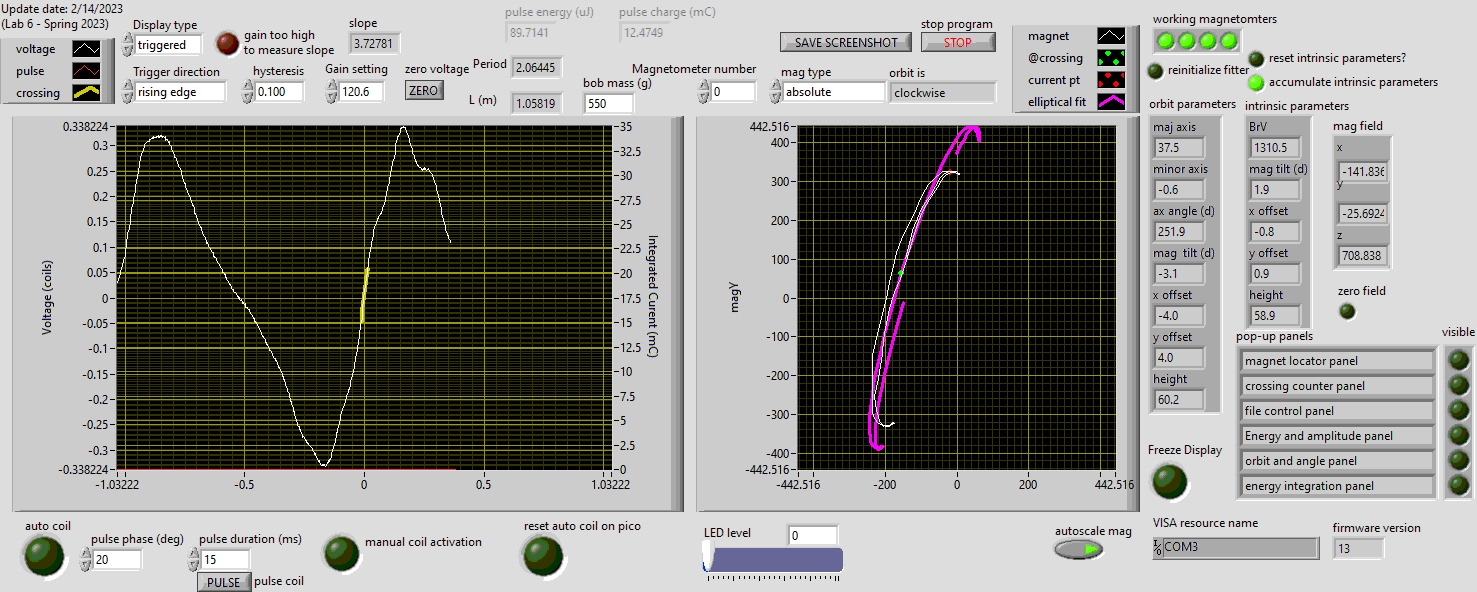 Update date: 2/14/2023
(Lab 6 - Spring 2023)
voltage
pulse
crossing
Display type
triggered
gain too high
to measure slope
slope
3.72781
pulse energy (uJ)
89.7141
pulse charge (mC)
12.4749
Trigger direction
rising edge
hysteresis
0.100
Gain setting
120.6
zero voltage
ZERO
Period
2.06445
L (m)
1.05819
bob mass (g)
550
SAVE SCREENSHOT
stop program
STOP
Magnetometer number
0
mag type
absolute
orbit is
clockwise
magnet
@crossing
current pt
elliptical fit
working magnetomters
reinitialize fitter
reset intrinsic parameters?
accumulate intrinsic parameters
orbit parameters
maj axis
37.5
minor axis
-0.6
ax angle (d)
251.9
mag tilt (d)
-3.1
x offset
-4.0
y offset
4.0
height
60.2
intrinsic parameters
BrV
1310.5
mag tilt (d)
1.9
x offset
-0.8
y offset
0.9
height
58.9
mag field
x
-141.836
y
-25.6924
z
708.838
zero field
Voltage (coils)
0.338224
0.3
0.25
0.2
0.15
0.1
0.05
0
-0.05
-0.1
-0.15
-0.2
-0.25
-0.3
-0.338224
-1.03222
-0.5
0
0.5
1.03222
35
32.5
30
27.5
25
22.5
20
17.5
15
12.5
10
7.5
5
2.5
0
Integrated Curent (mC)
magY
442.516
400
300
200
100
0
-100
-200
-300
-400
-442.516
-442.516
-200
0
200
442.516
pop-up panels
visible
magnet locator panel
crossing counter panel
file control panel
Energy and amplitude panel
orbit and angle panel
energy integration panel
Freeze Display
auto coil
pulse phase (deg)
20
pulse duration (ms)
15
PULSE
pulse coil
manual coil activation
reset auto coil on pico
LED level
0
autoscale mag
VISA resource name
COM3
firmware version
13